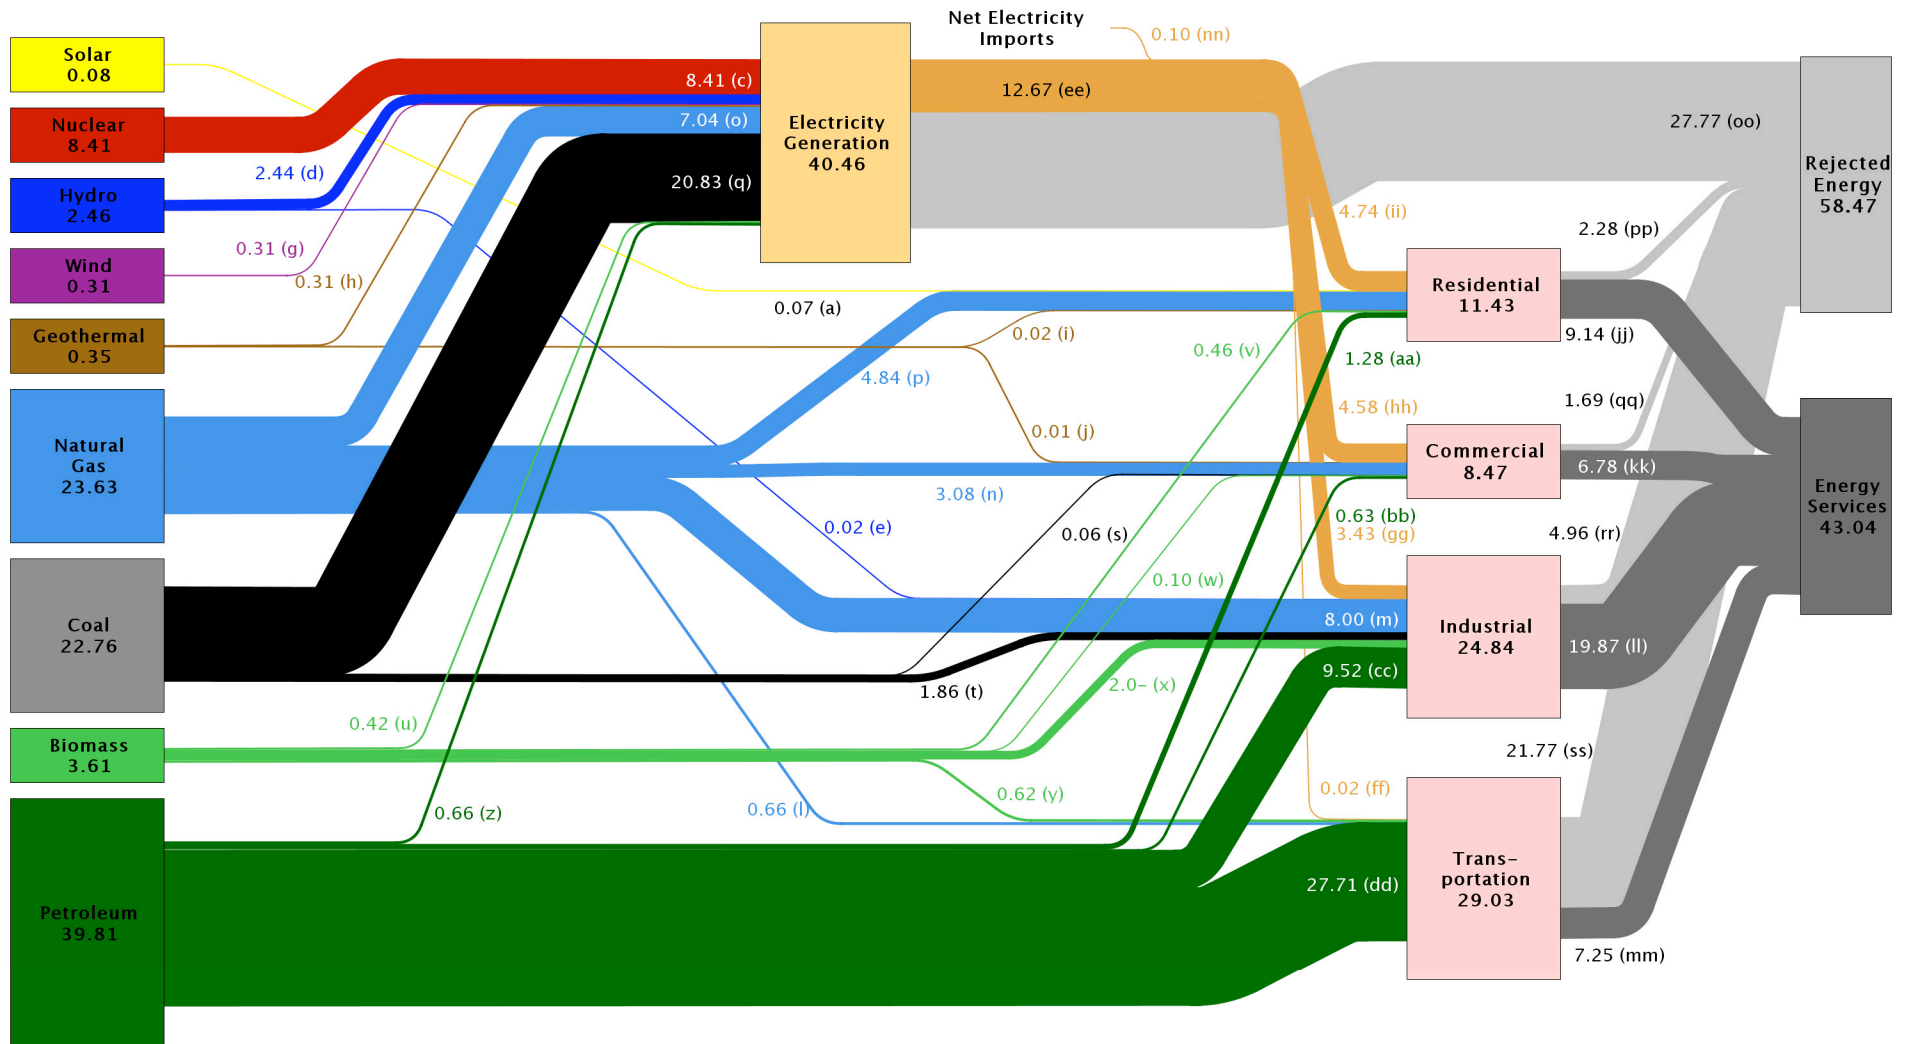 Net Electricity
Imports
0.10 (nn)
Solar
0.08
Nuclear
8.41
8.41 (c)
12.67 (ee)
7.04 (o)
Electricity
Generation
40.46
27.77 (oo)
Rejected
Energy
58.47
2.44 (d)
20.83 (q)
Hydro
2.46
4.74 (ii)
2.28 (pp)
0.31 (g)
Wind
0.31
0.31 (h)
Residential
11.43
0.07 (a)
Geothermal
0.35
0.02 (i)
9.14 (jj)
0.46 (v)
1.28 (aa)
4.84 (p)
4.58 (hh)
1.69 (qq)
0.01 (j)
Natural
Gas
23.63
Commercial
8.47
6.78 (kk)
3.08 (n)
Energy
Services
43.04
0.02 (e)
0.06 (s)
0.63 (bb)
3.43 (gg)
4.96 (rr)
0.10 (w)
Coal
22.76
8.00 (m)
Industrial
24.84
19.87 (ll)
9.52 (cc)
1.86 (t)
2.0− (x)
0.42 (u)
Biomass
3.61
21.77 (ss)
0.66 (z)
0.66 (l)
0.62 (y)
0.02 (ff)
Trans−
portation
29.03
27.71 (dd)
Petroleum
39.81
7.25 (mm)